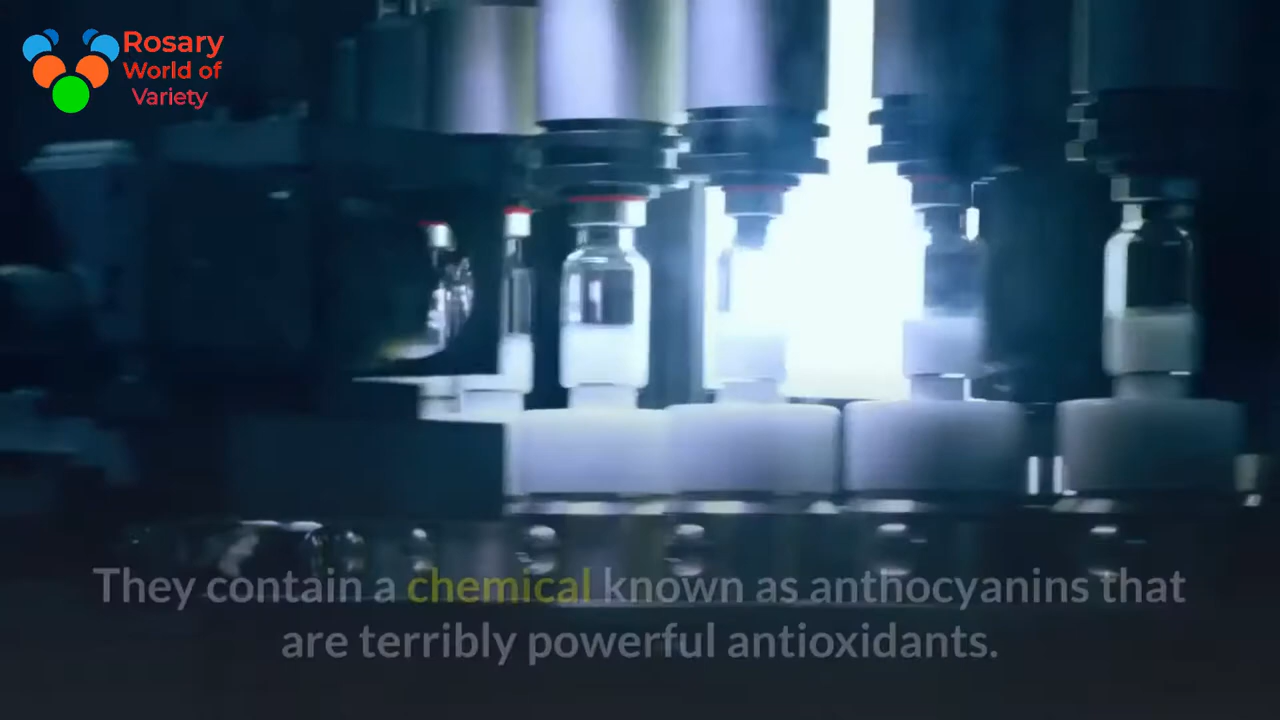 Rosary
World of
Variety
They contain a chemical known as anthocyanins that
are terribly powerful antioxidants.